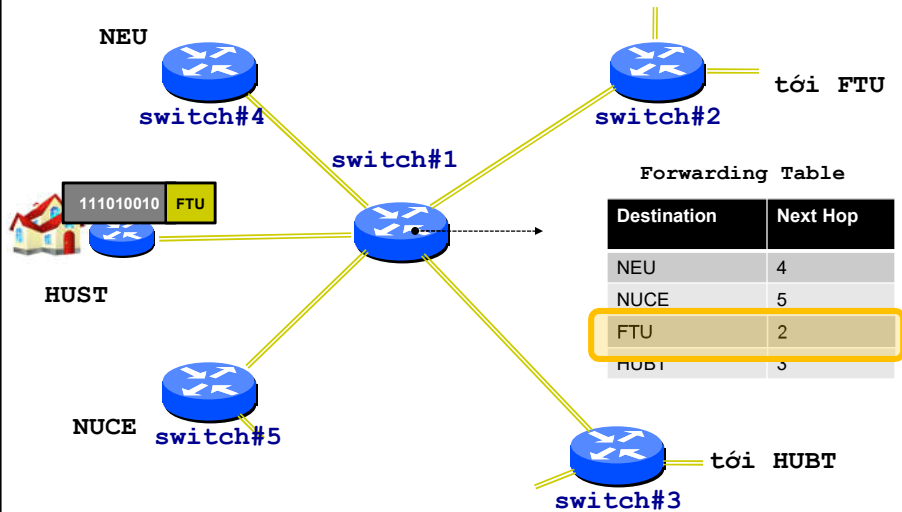 NEU
tới FTU
switch#4
switch#2
switch#1
Forwarding Table
111010010 FTU
Destination Next Hop
NEU 4
HUST
NUCE 5
FTU 2
HUBT 3
NUCE
switch#5
tới HUBT
switch#3